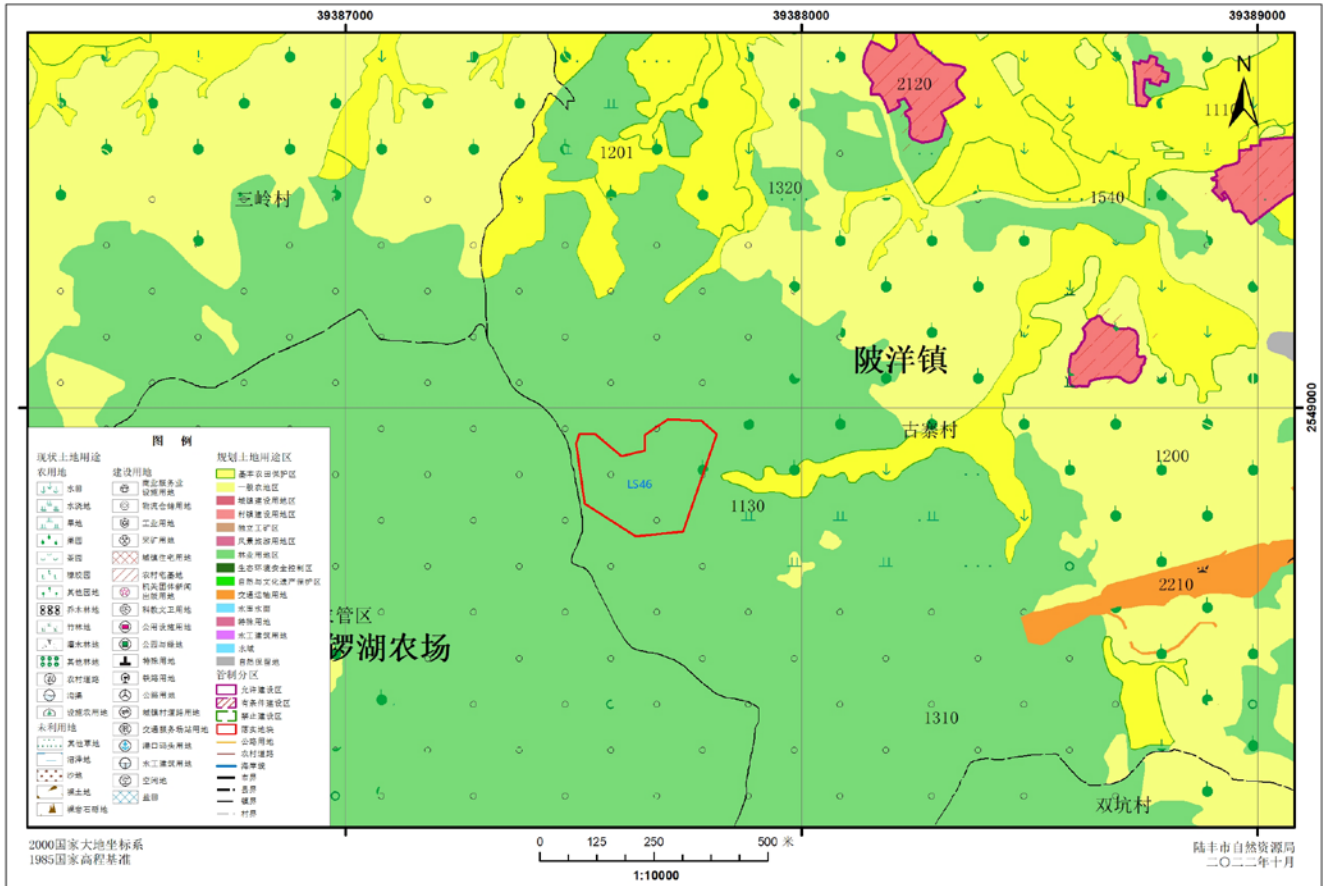 39387000
39388000
39389000
N
2120
1110
1201
1320
1540
三岭村
陂洋镇
2549000
古寨村
1200
LS46
1130
2210
管区
锣湖农场
1310
双坑村
图 例
现状土地用途
农用地
水田
水浇地
旱地
果园
茶园
橡胶园
其他园地
乔木林地
竹林地
灌木林地
其他林地
农村道路
沟渠
设施农用地
未利用地
其他草地
沼泽地
沙地
裸土地
裸岩石砾地
建设用地
商业服务业
设施用地
物流仓储用地
工业用地
采矿用地
城镇住宅用地
农村宅基地
机关团体新闻
出版用地
科教文卫用地
公用设施用地
公园与绿地
特殊用地
铁路用地
公路用地
城镇村道路用地
交通服务场站用地
港口码头用地
水工建筑用地
空闲地
盐田
规划土地用途区
基本农田保护区
一般农地区
城镇建设用地区
村镇建设用地区
独立工矿区
风景旅游用地区
林业用地区
生态环境安全控制区
自然与文化遗产保护区
交通运输用地
水库水面
特殊用地
水工建筑用地
水域
自然保留地
管制分区
允许建设区
有条件建设区
禁止建设区
落实地块
公路用地
农村道路
海岸线
市界
县界
镇界
村界
2000国家大地坐标系
1985国家高程基准
0 125 250 500 米
1:10000
陆丰市自然资源局
二〇二二年十月